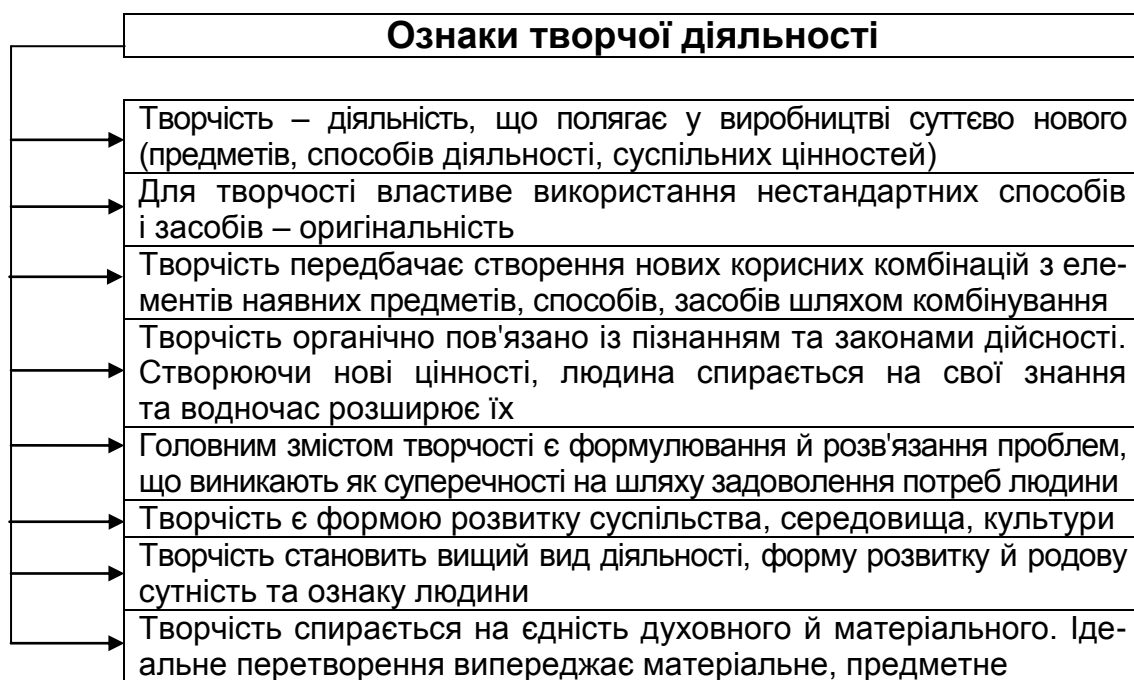 Ознаки творчої діяльності
Творчість – діяльність, що полягає у виробництві суттєво нового
(предметів, способів діяльності, суспільних цінностей)
Для творчості властиве використання нестандартних способів
і засобів – оригінальність
Творчість передбачає створення нових корисних комбінацій з еле-
ментів наявних предметів, способів, засобів шляхом комбінування
Творчість органічно пов'язано із пізнанням та законами дійсності.
Створюючи нові цінності, людина спирається на свої знання
та водночас розширює їх
Головним змістом творчості є формулювання й розв'язання проблем,
що виникають як суперечності на шляху задоволення потреб людини
Творчість є формою розвитку суспільства, середовища, культури
Творчість становить вищий вид діяльності, форму розвитку й родову
сутність та ознаку людини
Творчість спирається на єдність духовного й матеріального. Іде-
альне перетворення випереджає матеріальне, предметне